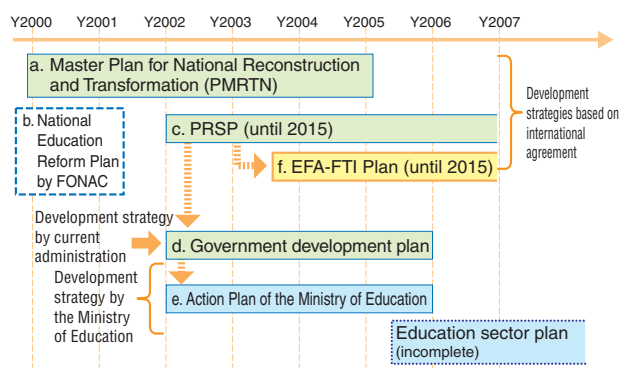 Y2000 Y2001 Y2002 Y2003 Y2004 Y2005 Y2006 Y2007
a. Master Plan for National Reconstruction
and Transformation (PMRTN)
Development
strategies based on
international
agreement
b. National
Education
Reform Plan
by FONAC
c. PRSP (until 2015)
f. EFA-FTI Plan (until 2015)
Development strategy
by current
administration
d. Government development plan
Development
strategy by
the Ministry
of Education
e. Action Plan of the Ministry of Education
Education sector plan
(incomplete)